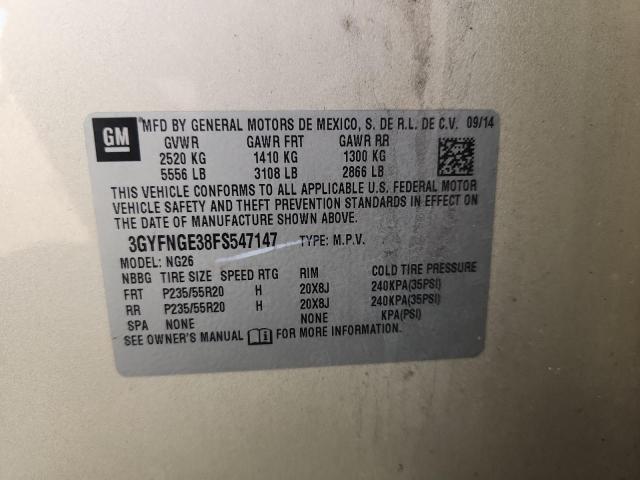 GM MFD BY GENERAL MOTORS DE MEXICO, S. DE R.L. DE C.V. 09/14
GVWR GAWR FRT GAWR RR
2520 KG 1410 KG 1300 KG
5556 LB 3108 LB 2866 LB
THIS VEHICLE CONFORMS TO ALL APPLICABLE U.S. FEDERAL MOTOR
VEHICLE SAFETY AND THEFT PREVENTION STANDARDS IN EFFECT ON
THE DATE OF MANUFACTURE SHOWN ABOVE.
3GYFNGE38FS547147 TYPE: M.P.V.
MODEL: NG26
NBBG TIRE SIZE SPEED RTG RIM COLD TIRE PRESSURE
FRT P235/55R20 H 20X8J 240KPA(35PSI)
RR P235/55R20 H 20X8J 240KPA(35PSI)
SPA NONE NONE KPA(PSI)
SEE OWNER'S MANUAL FOR MORE INFORMATION.